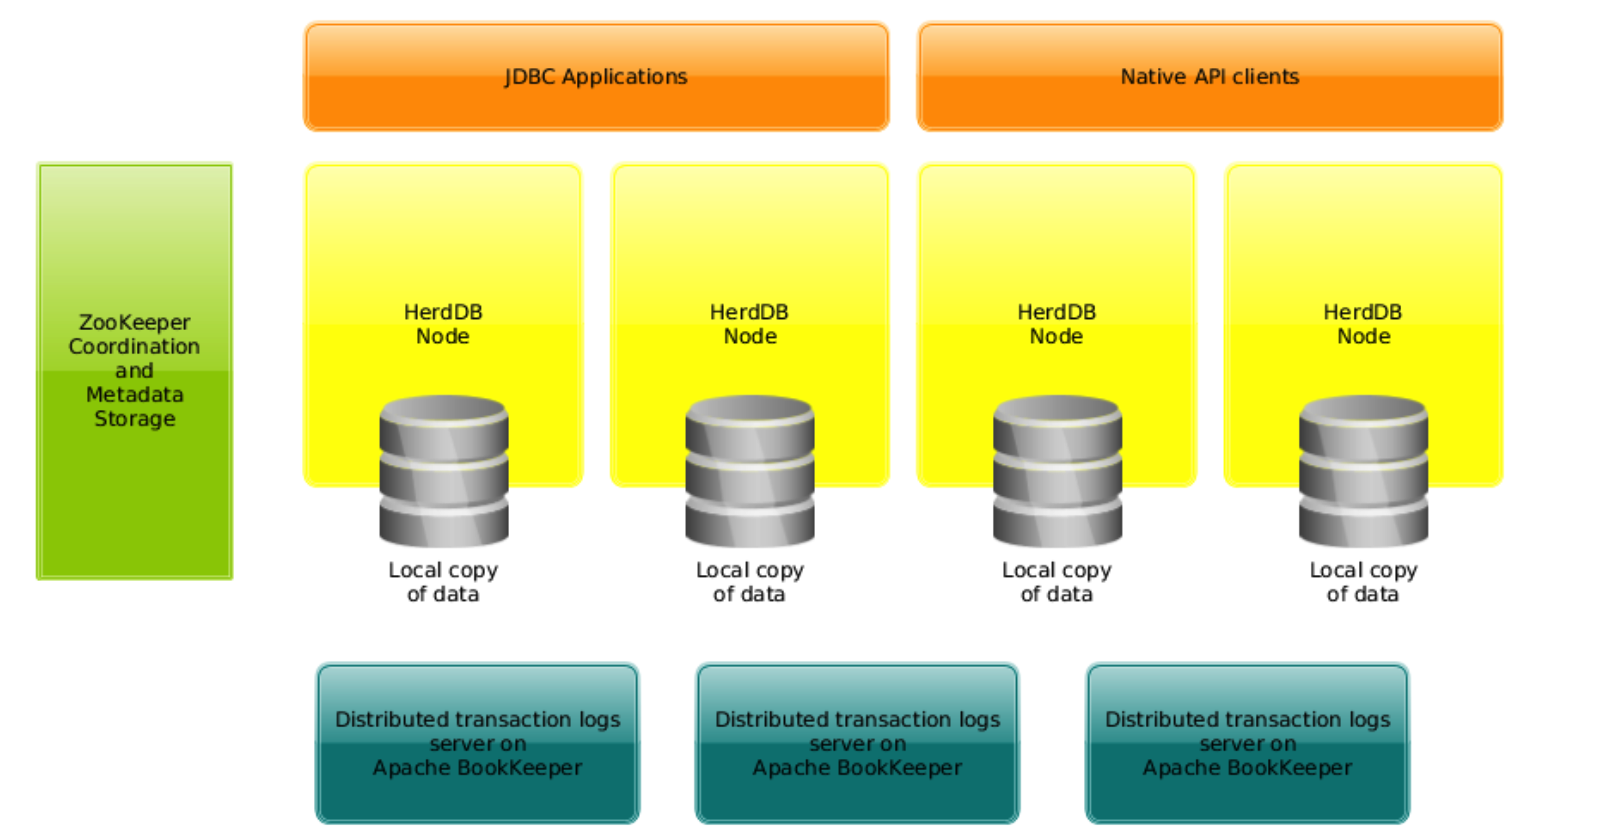 JDBC Applications
Native API clients
ZooKeeper
Coordination
and
Metadata
Storage
HerdDB
Node
HerdDB
Node
HerdDB
Node
HerdDB
Node
Local copy
of data
Local copy
of data
Local copy
of data
Local copy
of data
Distributed transaction logs
server on
Apache BookKeeper
Distributed transaction logs
server on
Apache BookKeeper
Distributed transaction logs
server on
Apache BookKeeper